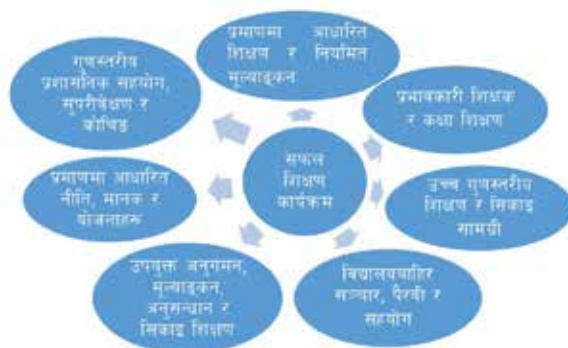 प्रमाणमा आधारित
शिक्षण र नियमित
मूल्याङ्कन
प्रभावकारी शिक्षक
र कक्षा शिक्षण
उच्च गुणस्तरीय
शिक्षण र सिकाइ
सामग्री
विद्यालयबाहिर
सञ्चार, पैरवी र
सहयोग
उपयुक्त अनुगमन,
मूल्याङ्कन,
अनुसन्धान र
सिकाइ शिक्षण
प्रमाणमा आधारित
नीति, मानक र
योजनाहरू
गुणस्तरीय
प्रशासनिक सहयोग,
सुपरीवेक्षण र
कोचिङ
सफल
शिक्षण
कार्यक्रम